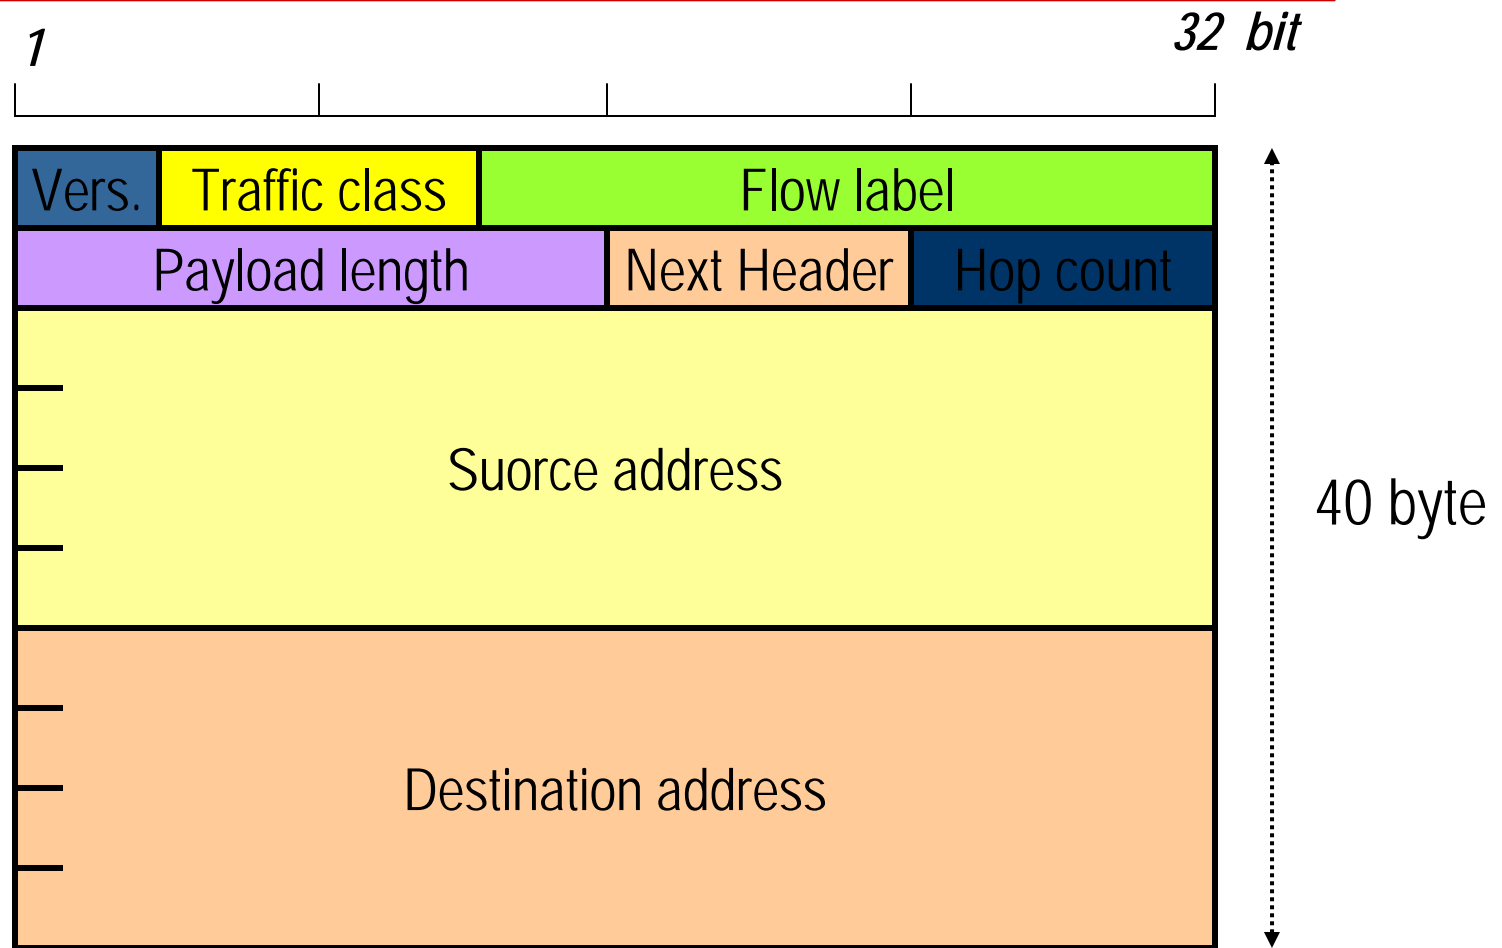 1 32 bit
Vers. Traffic class Flow label
Payload length Next Header Hop count
Suorce address
40 byte
Destination address